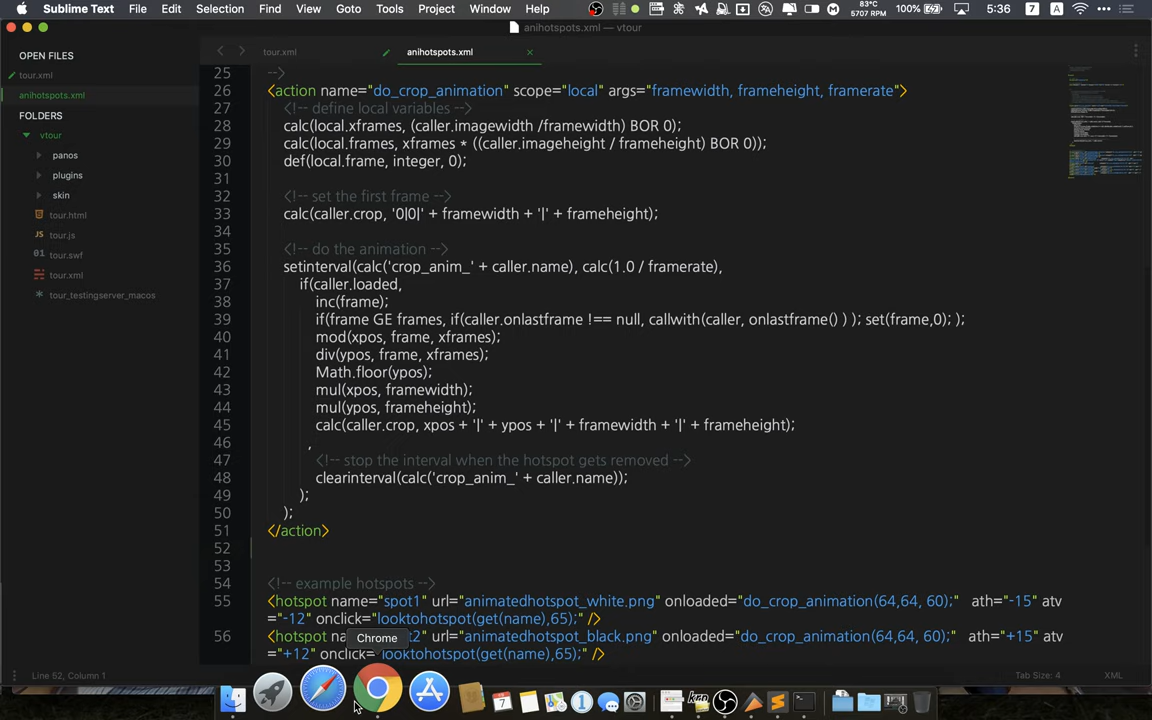 Sublime Text File Edit Selection Find View Goto Tools Project Window Help 83°C 5707 RPM 100% 5:36 7 A
anihotspots.xml — vtour
OPEN FILES
tour.xml
anihotspots.xml
FOLDERS
vtour
panos
plugins
skin
tour.html
JS tour.js
01 tour.swf
tour.xml
tour_testingserver_macos
tour.xml
anihotspots.xml ×
25 -->
26 <action name="do_crop_animation" scope="local" args="framewidth, frameheight, framerate">
27 <!-- define local variables -->
28 calc(local.xframes, (caller.imagewidth /framewidth) BOR 0);
29 calc(local.frames, xframes * ((caller.imageheight / frameheight) BOR 0));
30 def(local.frame, integer, 0);
31
32 <!-- set the first frame -->
33 calc(caller.crop, '0|0|' + framewidth + '|' + frameheight);
34
35 <!-- do the animation -->
36 setinterval(calc('crop_anim_' + caller.name), calc(1.0 / framerate),
37 if(caller.loaded,
38 inc(frame);
39 if(frame GE frames, if(caller.onlastframe !== null, callwith(caller, onlastframe() ) ); set(frame,0); );
40 mod(xpos, frame, xframes);
41 div(ypos, frame, xframes);
42 Math.floor(ypos);
43 mul(xpos, framewidth);
44 mul(ypos, frameheight);
45 calc(caller.crop, xpos + '|' + ypos + '|' + framewidth + '|' + frameheight);
46 ,
47 <!-- stop the interval when the hotspot gets removed -->
48 clearinterval(calc('crop_anim_' + caller.name));
49 );
50 );
51 </action>
52
53
54 <!-- example hotspots -->
55 <hotspot name="spot1" url="animatedhotspot_white.png" onloaded="do_crop_animation(64,64, 60);" ath="-15" atv
="-12" onclick="looktohotspot(get(name),65);" />
56 <hotspot na 2" url="animatedhotspot_black.png" onloaded="do_crop_animation(64,64, 60);" ath="+15" atv
="+12" onclick="looktohotspot(get(name),65);" />
Chrome
Line 52, Column 1
Tab Size: 4
XML
7